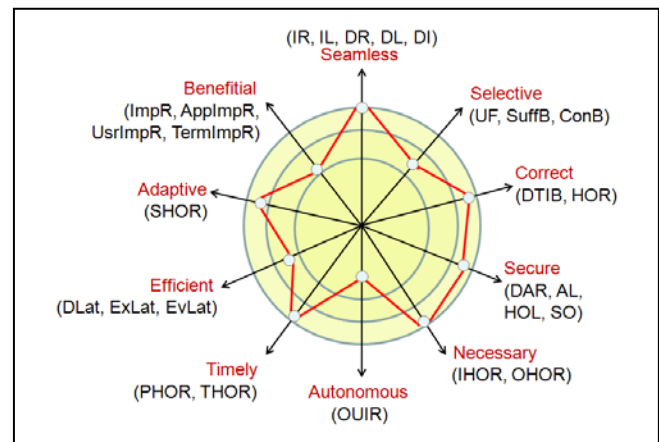 (IR, IL, DR, DL, DI)
Seamless
Benefitial
(ImpR, AppImpR,
UsrImpR, TermImpR)
Selective
(UF, SuffB, ConB)
Adaptive
(SHOR)
Correct
(DTIB, HOR)
Efficient
(DLat, ExLat, EvLat)
Secure
(DAR, AL,
HOL, SO)
Timely
(PHOR, THOR)
Autonomous
(OUIR)
Necessary
(IHOR, OHOR)